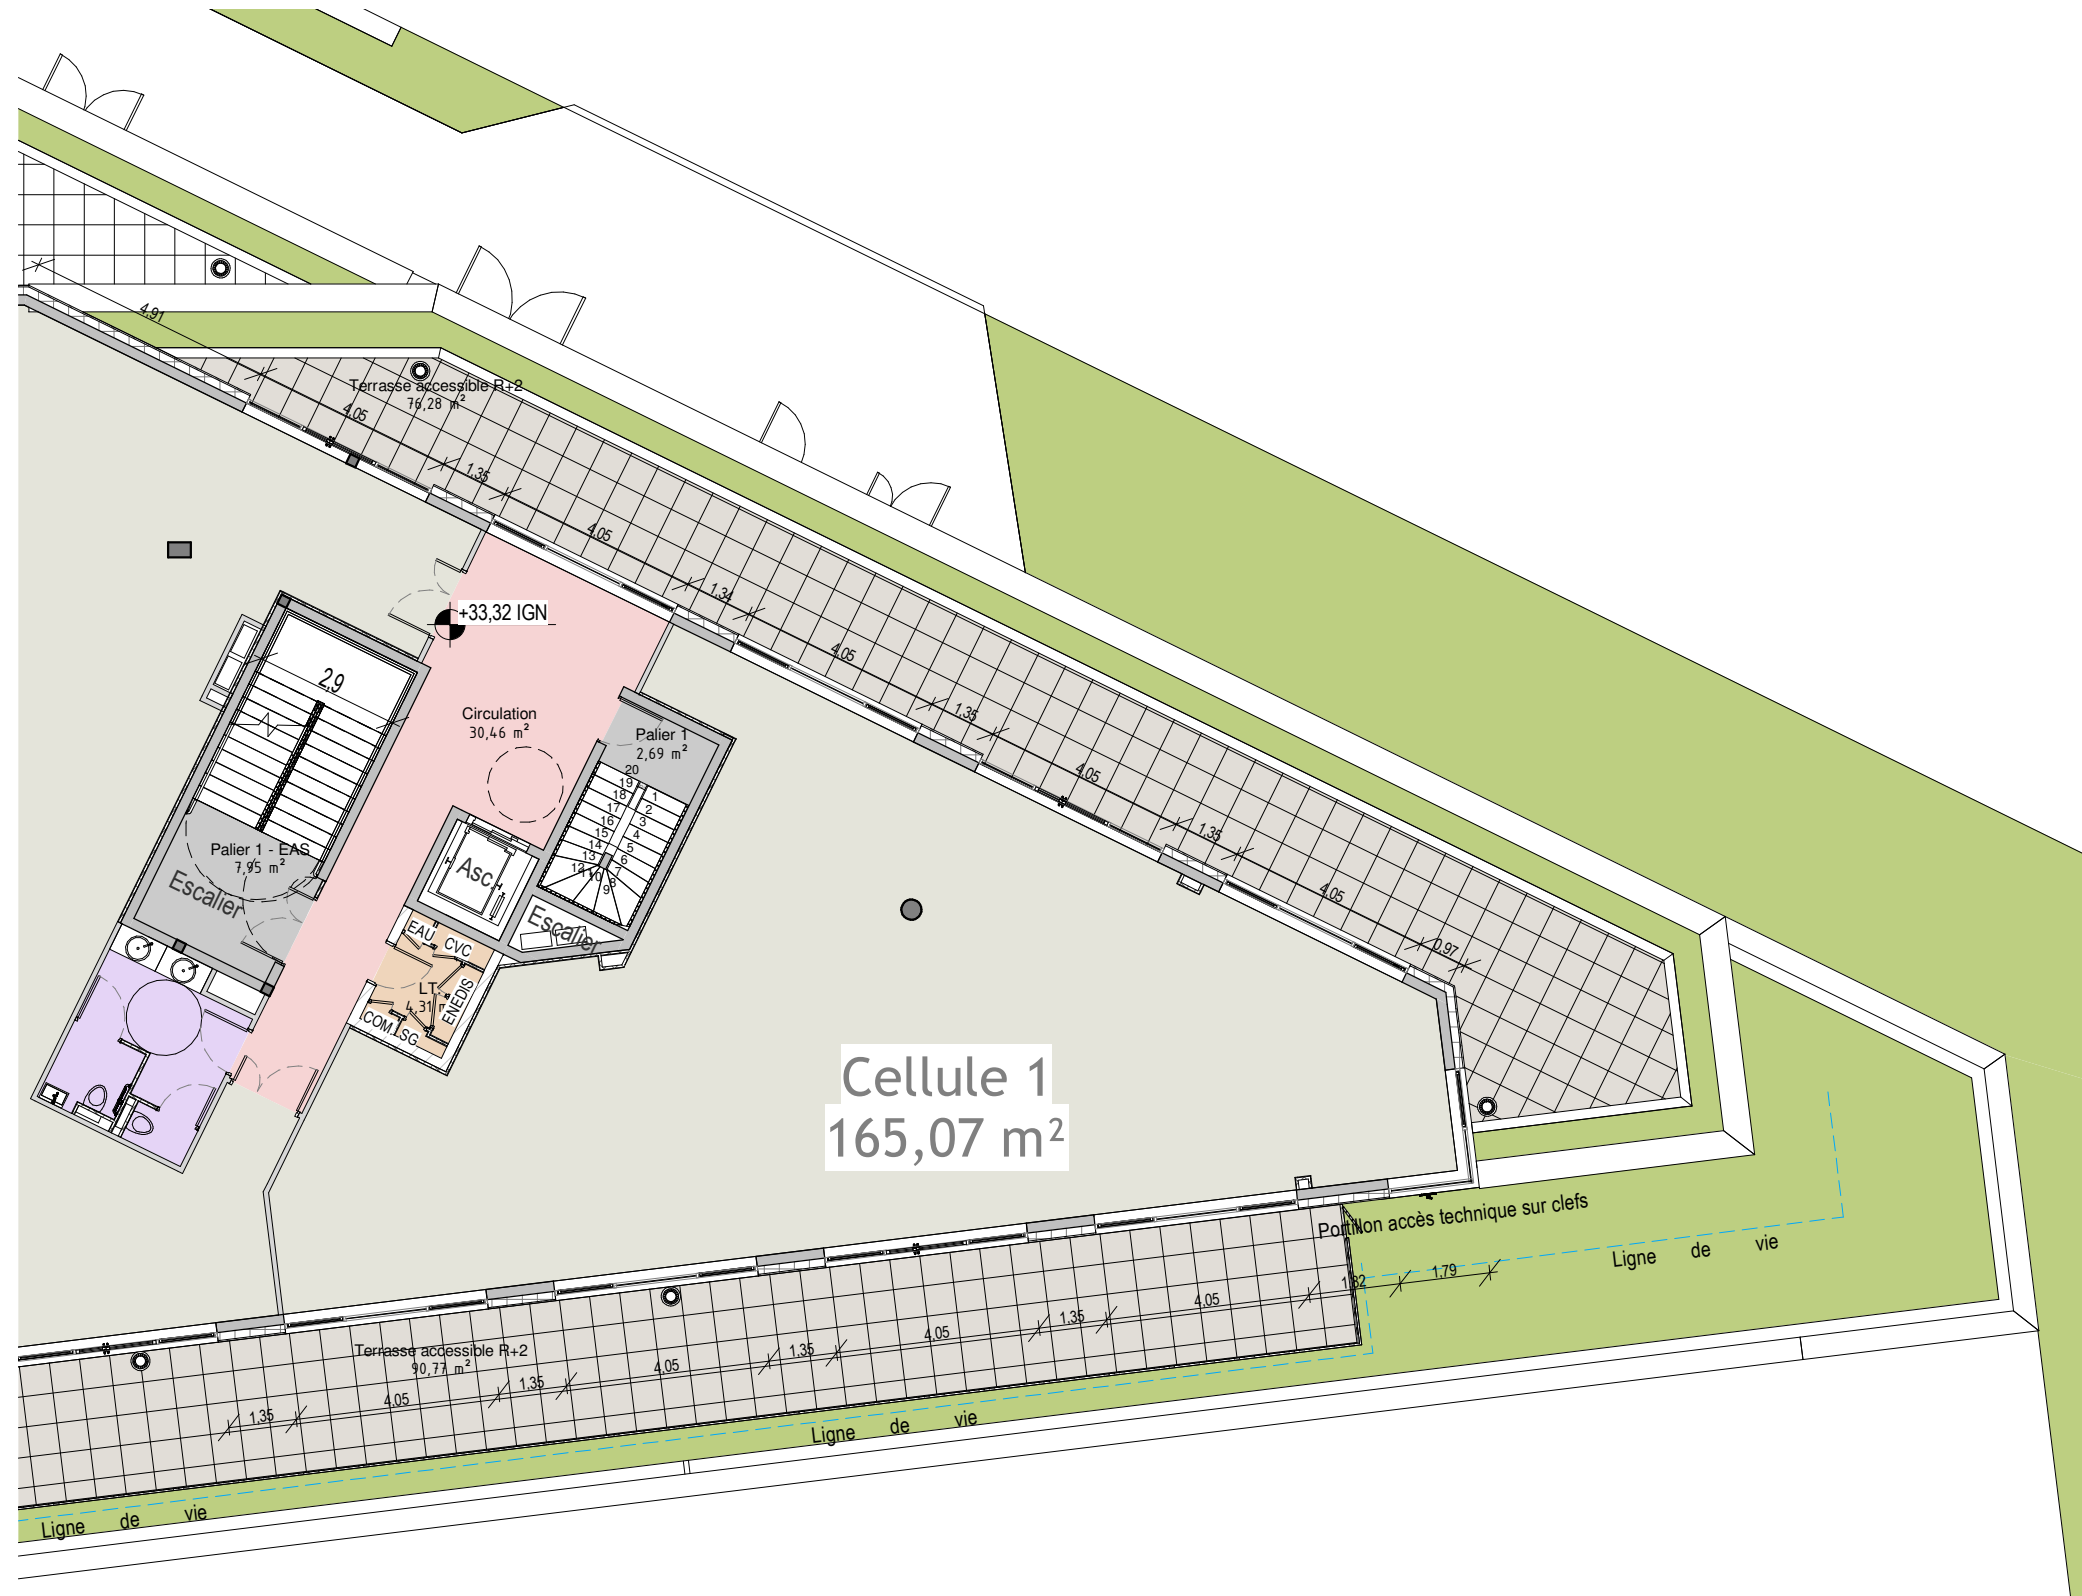 4,91
Terrasse accessible R+2
76,28 m²
4,05
1,35
4,05
1,34
4,05
1,35
4,05
1,35
4,05
0,97
+33,32 IGN
2,9
Circulation
30,46 m²
Palier 1
2,69 m²
20
19
18
17
16
15
14
13
12
11
10
9
8
7
6
5
4
3
2
1
Palier 1 - EAS
7,95 m²
Escalier
Asc.
Escalier
EAU
CVC
LT
4,31
ENEDIS
COM.
SG
Cellule 1
165,07 m²
Portillon accès technique sur clefs
Ligne de vie
1,79
4,05
1,35
4,05
1,35
4,05
1,35
4,05
1,35
Terrasse accessible R+2
90,77 m²
Ligne de vie
Ligne de vie